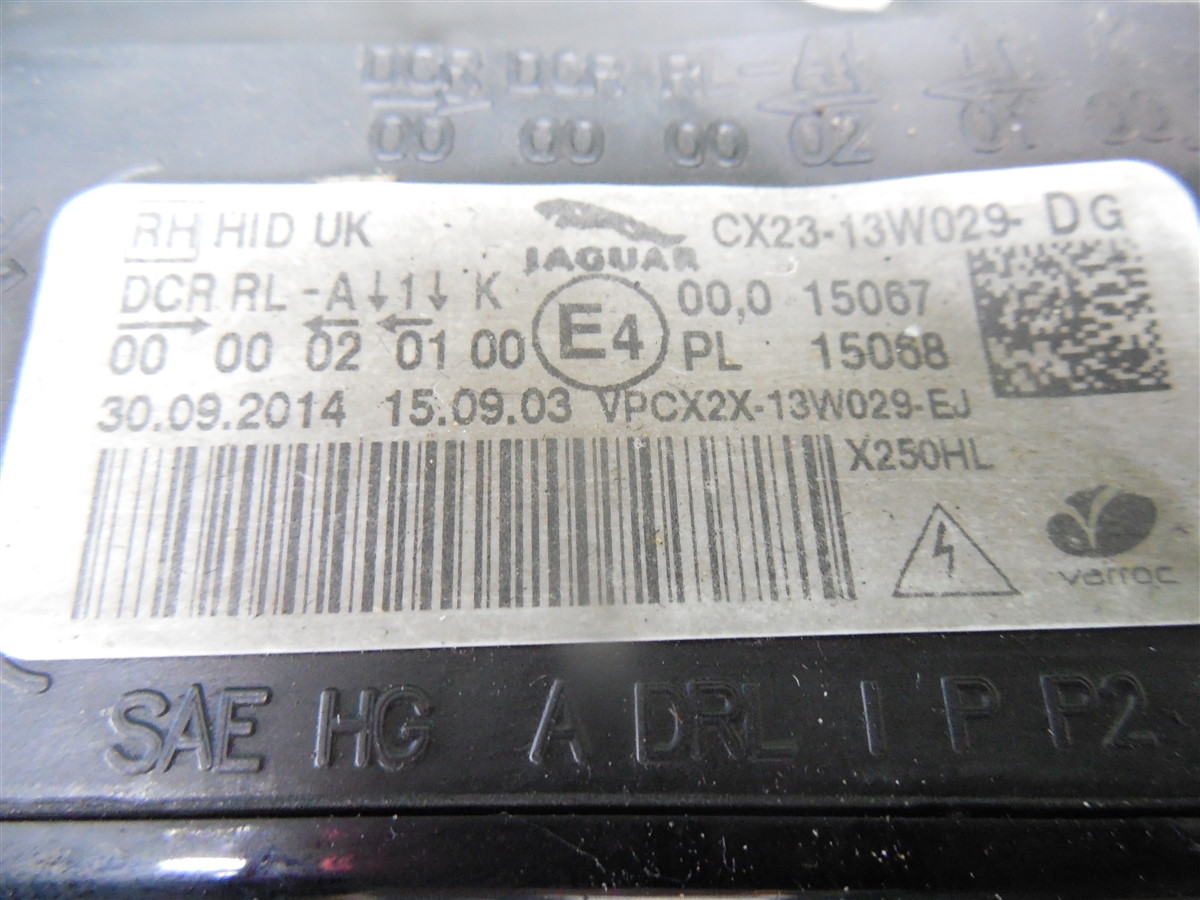 DCR DCR RL -A 1
00 00 00 02 01
RH HID UK JAGUAR CX23-13W029- DG
DCR RL -A↓1↓ K E4 00,0 15067
00 00 02 01 00 PL 15068
30.09.2014 15.09.03 VPCX2X-13W029-EJ
X250HL
varroc
SAE HG A DRL I P P2